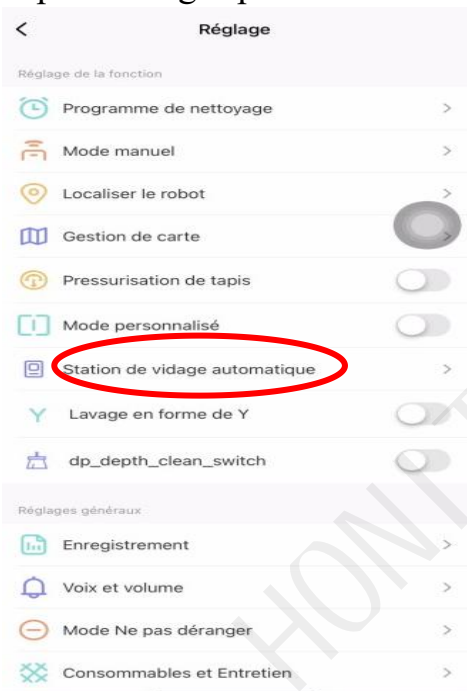 Réglage
Réglage de la fonction
Programme de nettoyage
Mode manuel
Localiser le robot
Gestion de carte
Pressurisation de tapis
Mode personnalisé
Station de vidage automatique
Lavage en forme de Y
dp_depth_clean_switch
Réglages généraux
Enregistrement
Voix et volume
Mode Ne pas déranger
Consommables et Entretien